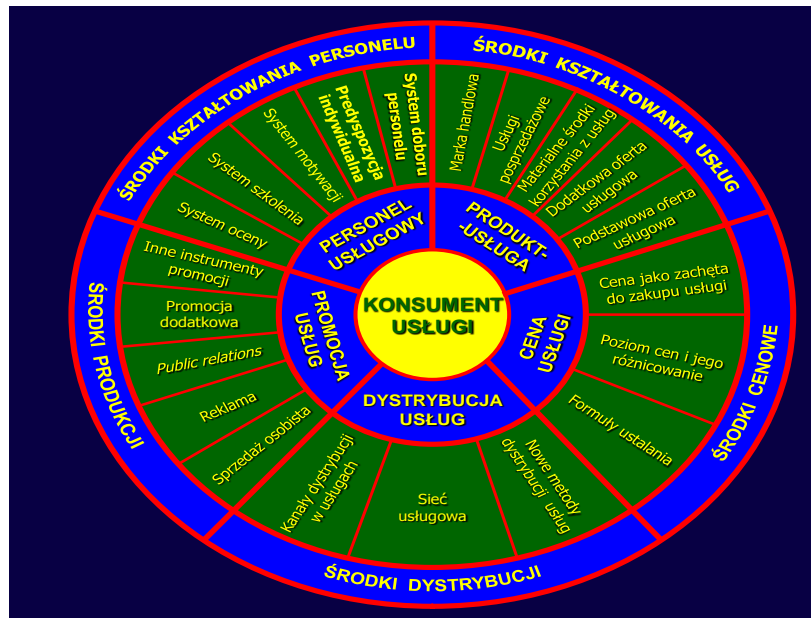 ŚRODKI KSZTAŁTOWANIA PERSONELU
ŚRODKI KSZTAŁTOWANIA USŁUG
ŚRODKI CENOWE
ŚRODKI DYSTRYBUCJI
ŚRODKI PRODUKCJI
System oceny
System szkolenia
System motywacji
Predyspozycja
indywidualna
System doboru
personelu
Marka handlowa
Usługi
posprzedażowe
Materialne środki
korzystania z usług
Dodatkowa oferta
usługowa
Podstawowa oferta
usługowa
Cena jako zachęta
do zakupu usługi
Poziom cen i jego
różnicowanie
Formuły ustalania
Nowe metody
dystrybucji usług
Sieć
usługowa
Kanały dystrybucji
w usługach
Sprzedaż osobista
Reklama
Public relations
Promocja
dodatkowa
Inne instrumenty
promocji
PERSONEL
USŁUGOWY
PRODUKT-
-USŁUGA
CENA
USŁUGI
DYSTRYBUCJA
USŁUG
PROMOCJA
USŁUG
KONSUMENT
USŁUGI